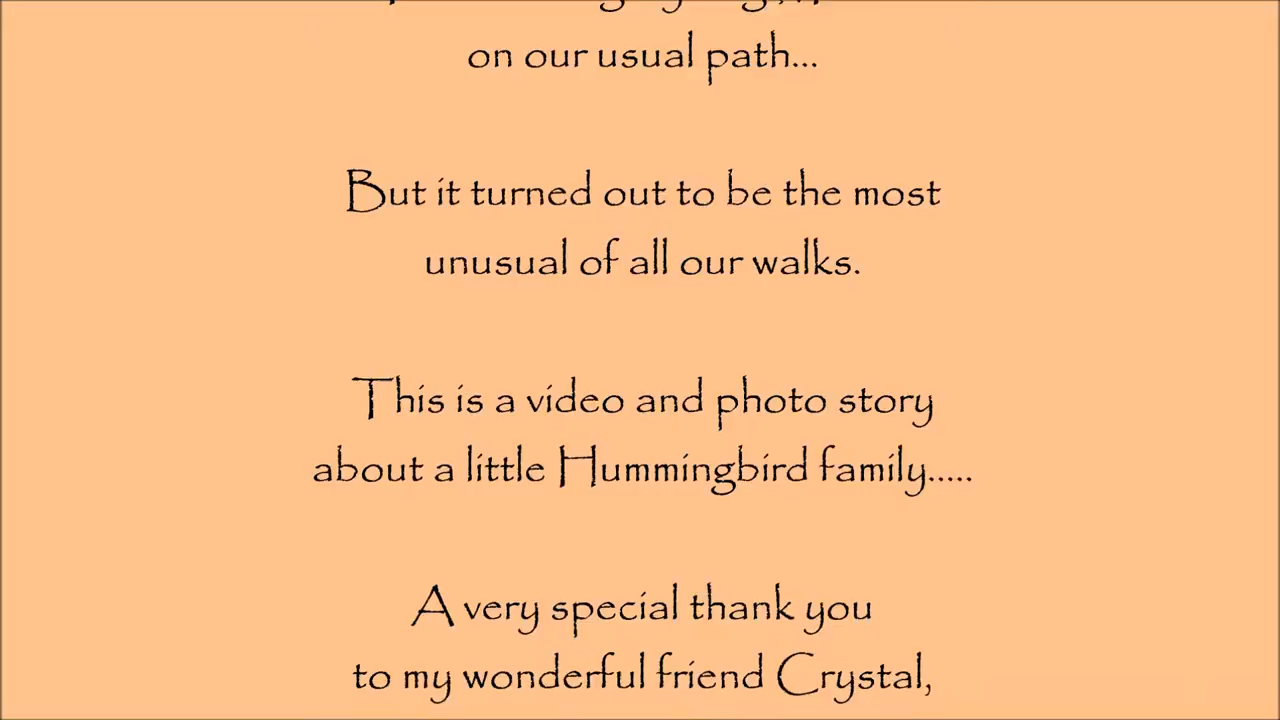 on our usual path...
But it turned out to be the most
unusual of all our walks.
This is a video and photo story
about a little Hummingbird family.....
A very special thank you
to my wonderful friend Crystal,